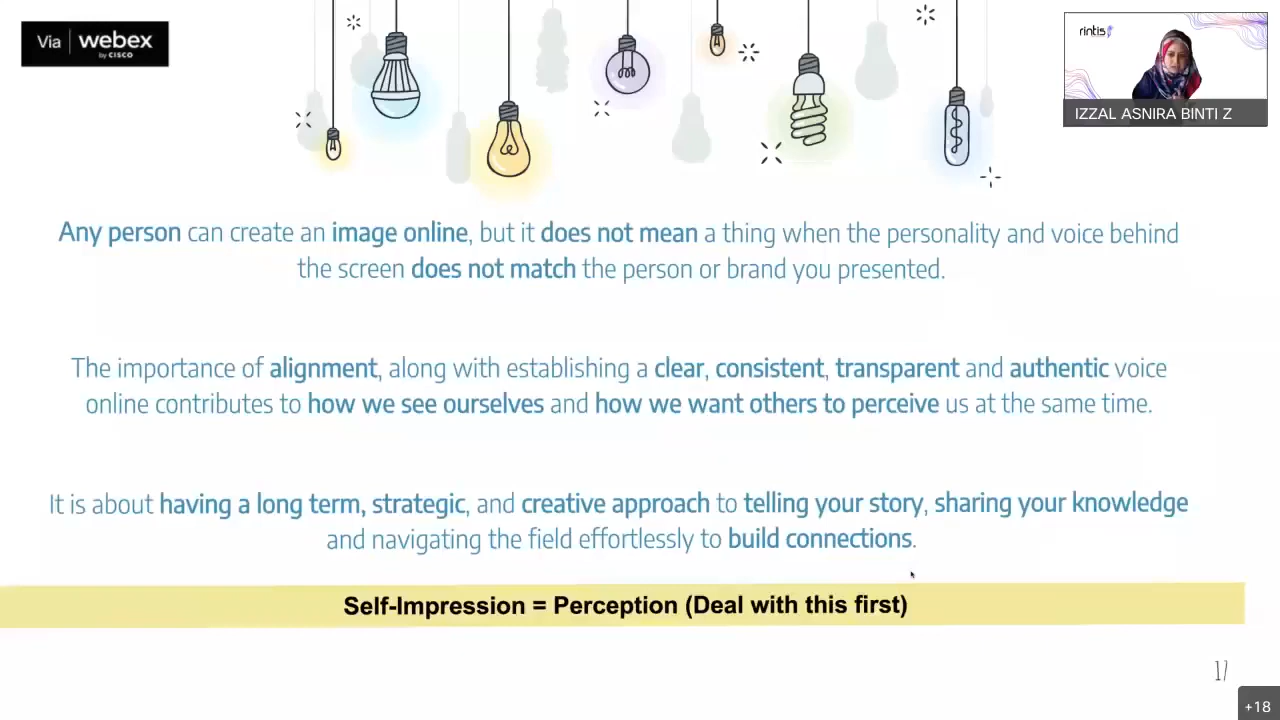 Via webex
by CISCO
rintis
IZZAL ASNIRA BINTI Z
Any person can create an image online, but it does not mean a thing when the personality and voice behind
the screen does not match the person or brand you presented.
The importance of alignment, along with establishing a clear, consistent, transparent and authentic voice
online contributes to how we see ourselves and how we want others to perceive us at the same time.
It is about having a long term, strategic, and creative approach to telling your story, sharing your knowledge
and navigating the field effortlessly to build connections.
Self-Impression = Perception (Deal with this first)
17
+18